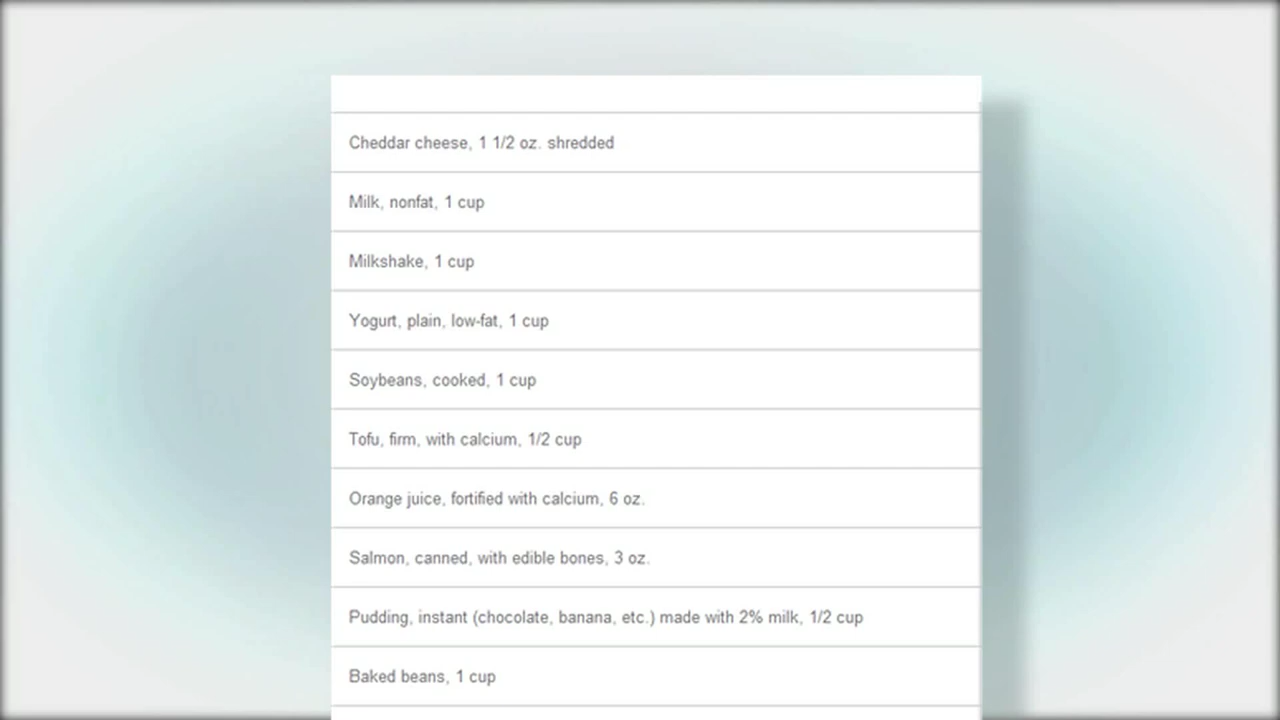 Cheddar cheese, 1 1/2 oz. shredded
Milk, nonfat, 1 cup
Milkshake, 1 cup
Yogurt, plain, low-fat, 1 cup
Soybeans, cooked, 1 cup
Tofu, firm, with calcium, 1/2 cup
Orange juice, fortified with calcium, 6 oz.
Salmon, canned, with edible bones, 3 oz.
Pudding, instant (chocolate, banana, etc.) made with 2% milk, 1/2 cup
Baked beans, 1 cup